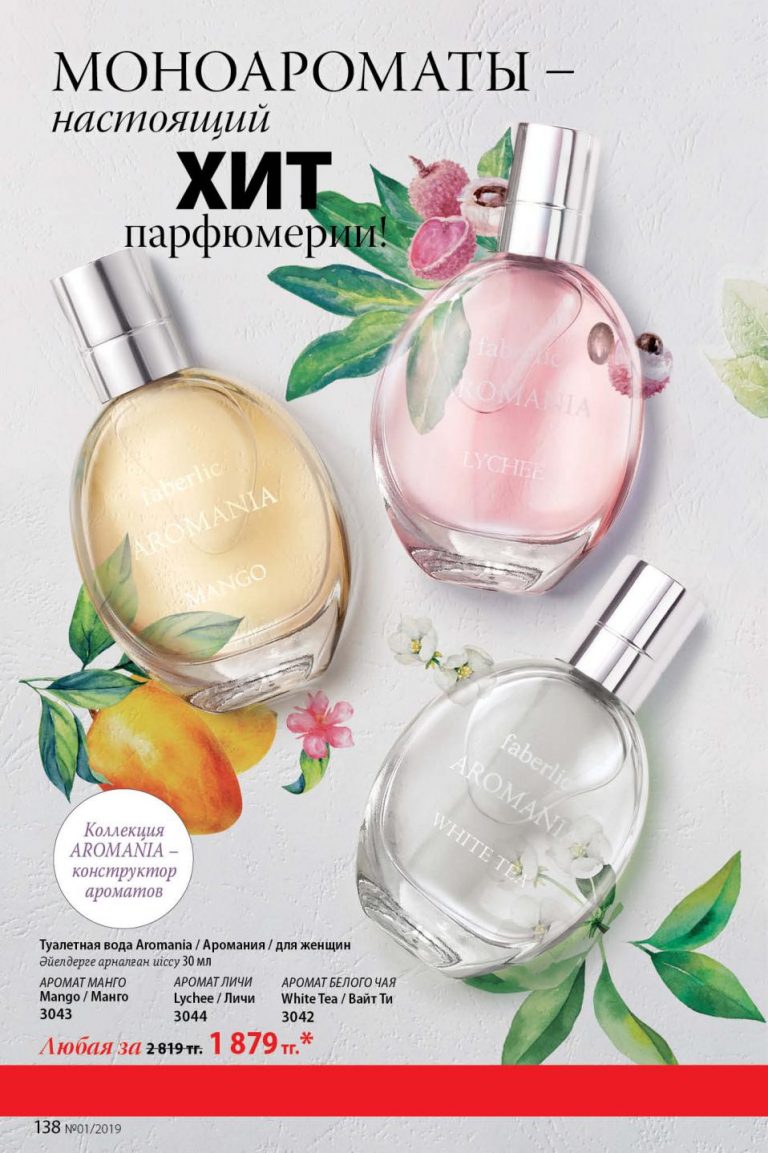 МОНОАРОМАТЫ –
настоящий
ХИТ
парфюмерии!
faberlic
AROMANIA
LYCHEE
faberlic
AROMANIA
MANGO
faberlic
AROMANIA
WHITE TEA
Коллекция
AROMANIA –
конструктор
ароматов
Туалетная вода Aromania / Аромания / для женщин
Әйелдерге арналған иіссу 30 мл
АРОМАТ МАНГО
Mango / Манго
3043
АРОМАТ ЛИЧИ
Lychee / Личи
3044
АРОМАТ БЕЛОГО ЧАЯ
White Tea / Вайт Ти
3042
Любая за 2 819 тг. 1 879 тг.*
138 №01/2019